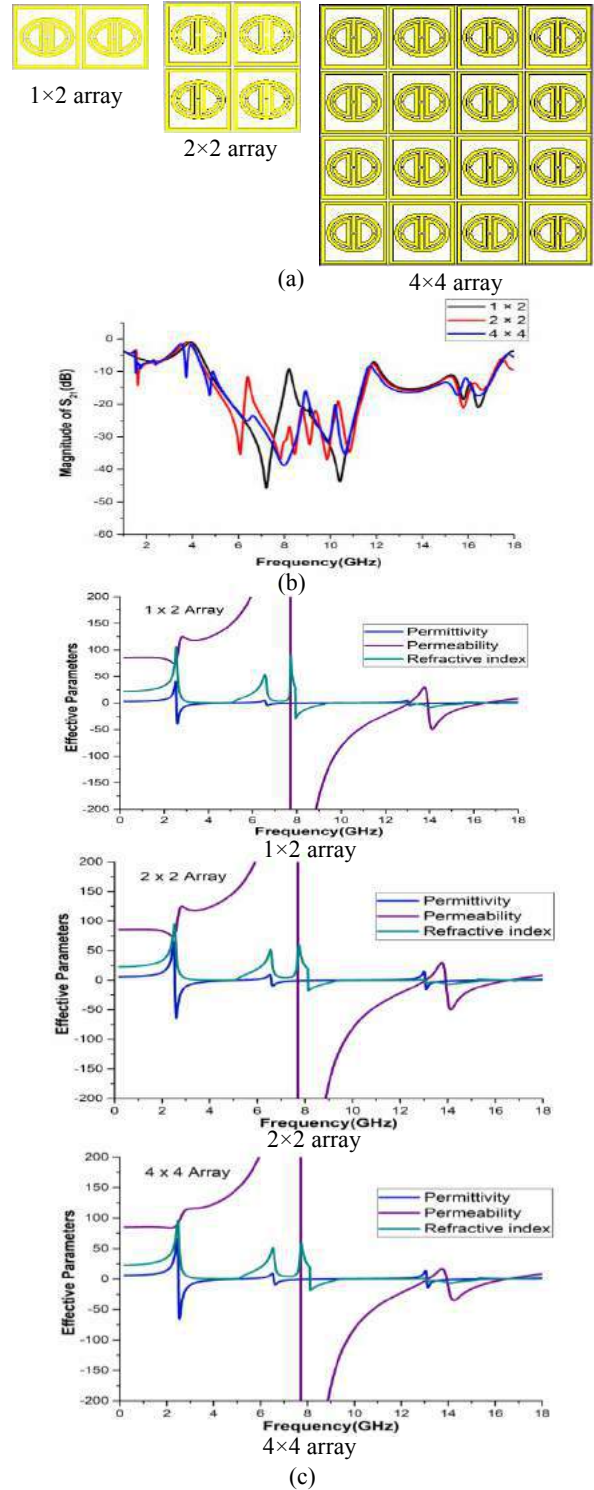 1×2 array
2×2 array
4×4 array
(a)
1 × 2
2 × 2
4 × 4
0
-10
-20
-30
-40
-50
-60
Magnitude of S21(dB)
2 4 6 8 10 12 14 16 18
Frequency(GHz)
(b)
1 x 2 Array
Permittivity
Permeability
Refractive index
200
150
100
50
0
-50
-100
-150
-200
Effective Parameters
0 2 4 6 8 10 12 14 16 18
Frequency(GHz)
1×2 array
2 x 2 Array
Permittivity
Permeability
Refractive index
200
150
100
50
0
-50
-100
-150
-200
Effective Parameters
0 2 4 6 8 10 12 14 16 18
Frequency(GHz)
2×2 array
4 x 4 Array
Permittivity
Permeability
Refractive index
200
150
100
50
0
-50
-100
-150
-200
Effective Parameters
0 2 4 6 8 10 12 14 16 18
Frequency(GHz)
4×4 array
(c)